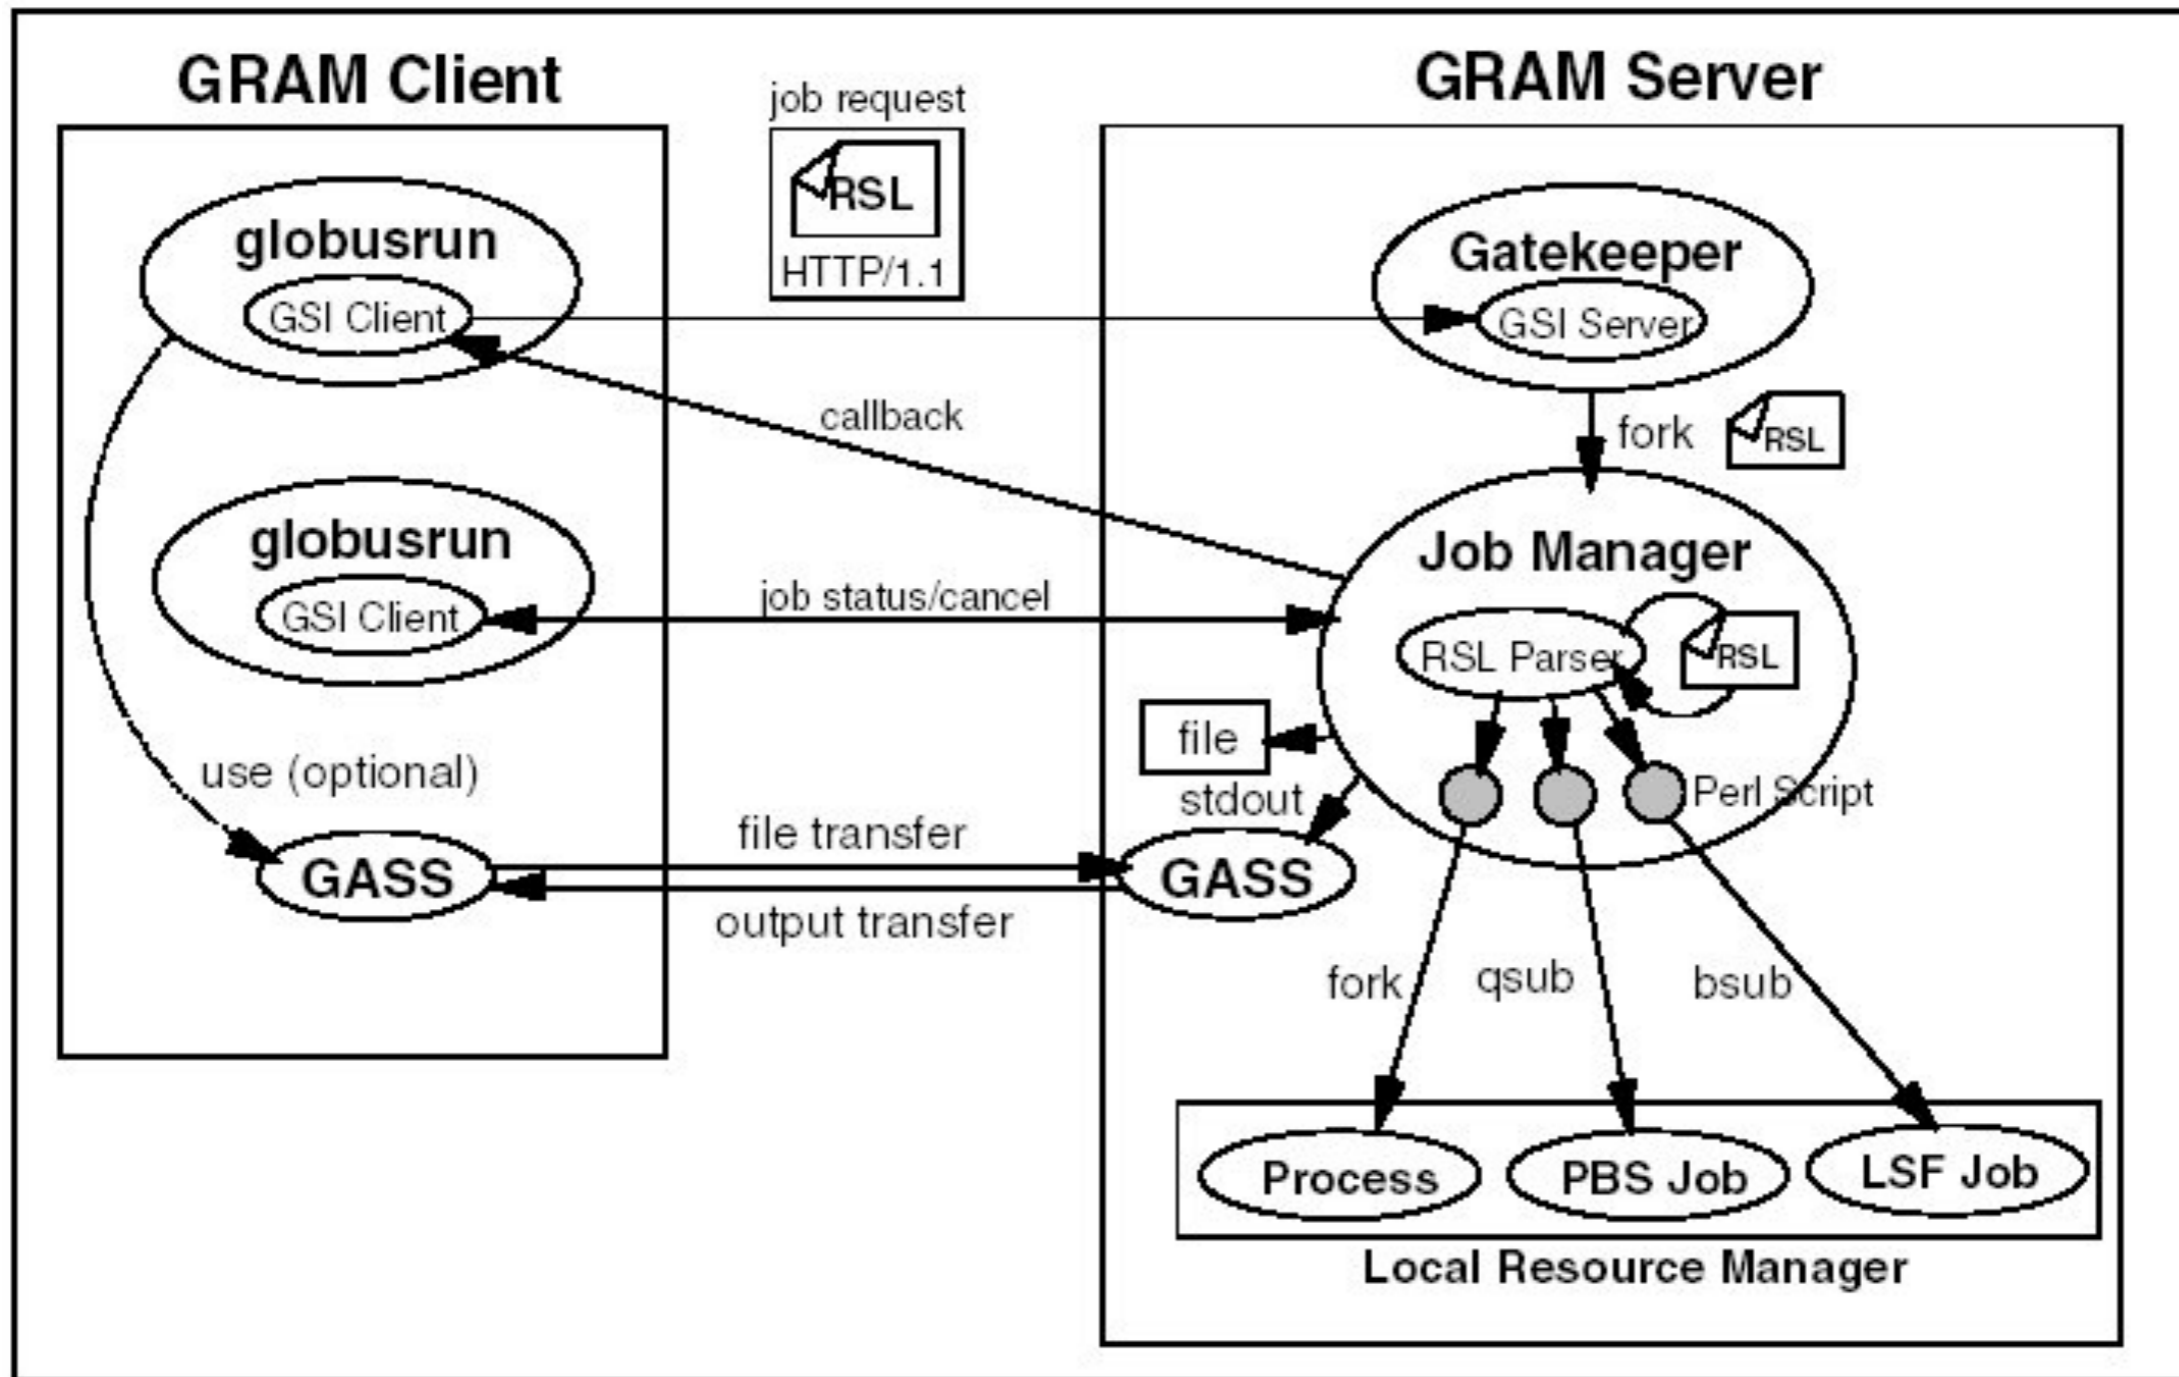 GRAM Client
GRAM Server
job request
RSL
HTTP/1.1
globusrun
GSI Client
Gatekeeper
GSI Server
callback
fork
RSL
globusrun
GSI Client
job status/cancel
Job Manager
RSL Parser
RSL
file
stdout
Perl Script
use (optional)
file transfer
GASS
GASS
output transfer
fork
qsub
bsub
Process
PBS Job
LSF Job
Local Resource Manager